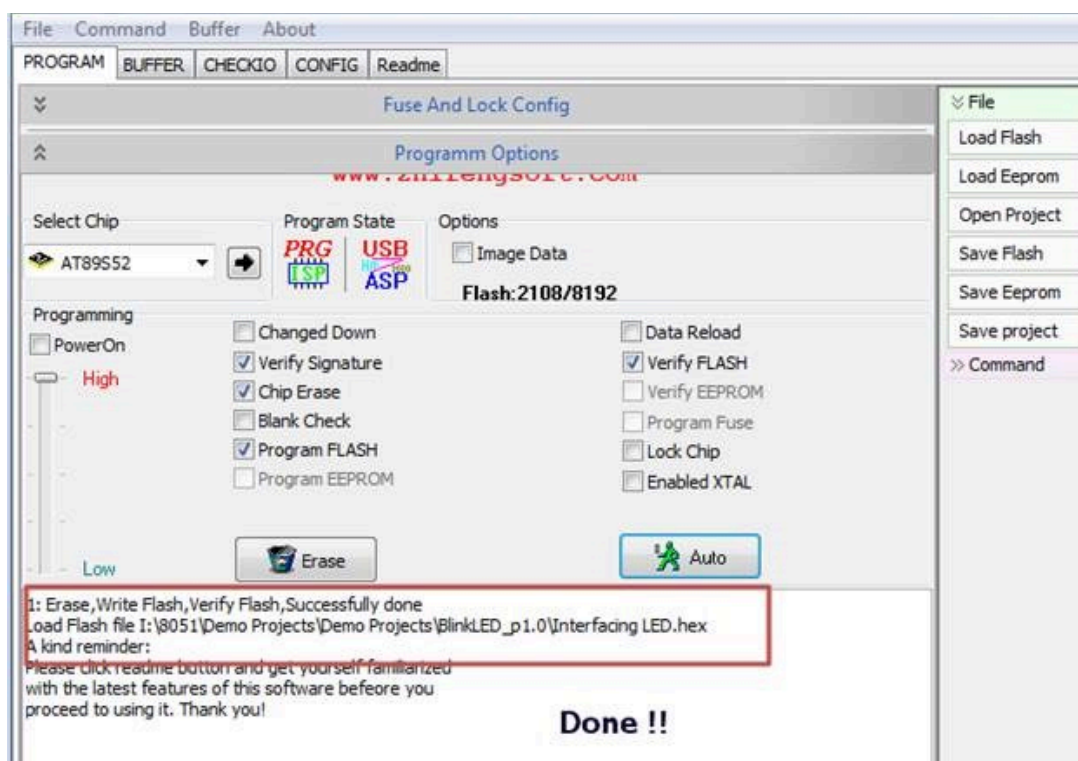 File Command Buffer About
PROGRAM BUFFER CHECKIO CONFIG Readme
Fuse And Lock Config
Programm Options
www.zhifengsoft.com
Select Chip
AT89S52
Program State
PRG
ISP
USB
ASP
Options
Image Data
Flash:2108/8192
Programming
PowerOn
High
Low
Changed Down
Verify Signature
Chip Erase
Blank Check
Program FLASH
Program EEPROM
Data Reload
Verify FLASH
Verify EEPROM
Program Fuse
Lock Chip
Enabled XTAL
Erase
Auto
1: Erase,Write Flash,Verify Flash,Successfully done
Load Flash file I:\8051\Demo Projects\Demo Projects\BlinkLED_p1.0\Interfacing LED.hex
A kind reminder:
Please click readme button and get yourself familiarized
with the latest features of this software befeore you
proceed to using it. Thank you!
Done !!
File
Load Flash
Load Eeprom
Open Project
Save Flash
Save Eeprom
Save project
Command